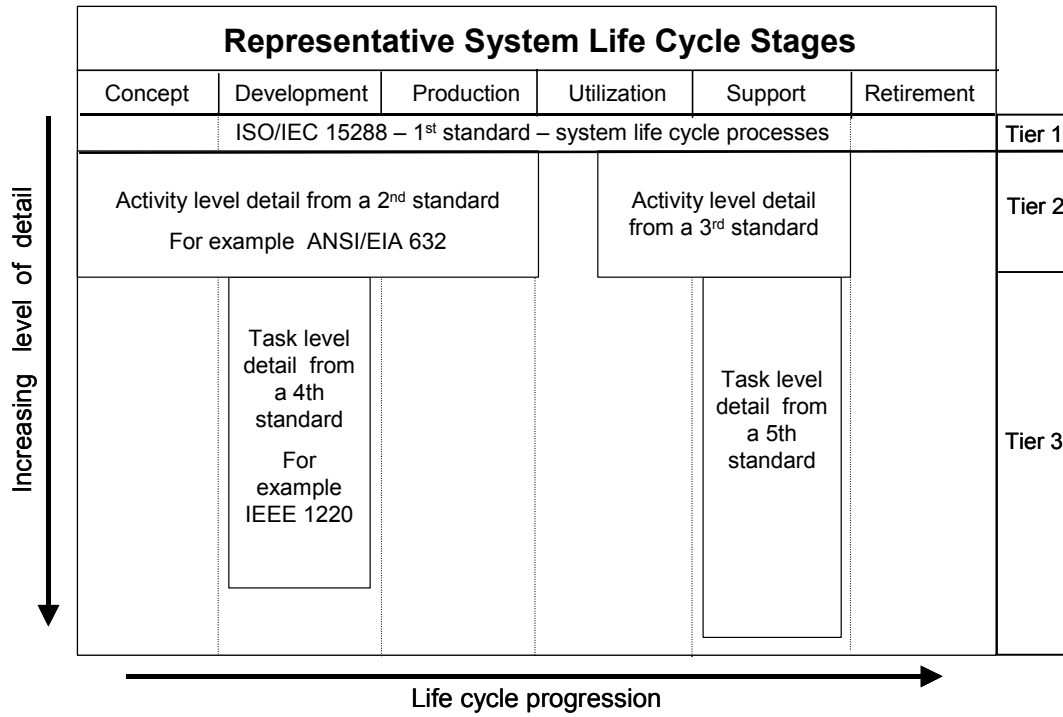 Representative System Life Cycle Stages
Concept Development Production Utilization Support Retirement
ISO/IEC 15288 – 1st standard – system life cycle processes
Tier 1
Activity level detail from a 2nd standard
For example ANSI/EIA 632
Activity level detail
from a 3rd standard
Tier 2
Task level
detail from
a 4th
standard
For
example
IEEE 1220
Task level
detail from
a 5th
standard
Tier 3
Increasing level of detail
Life cycle progression